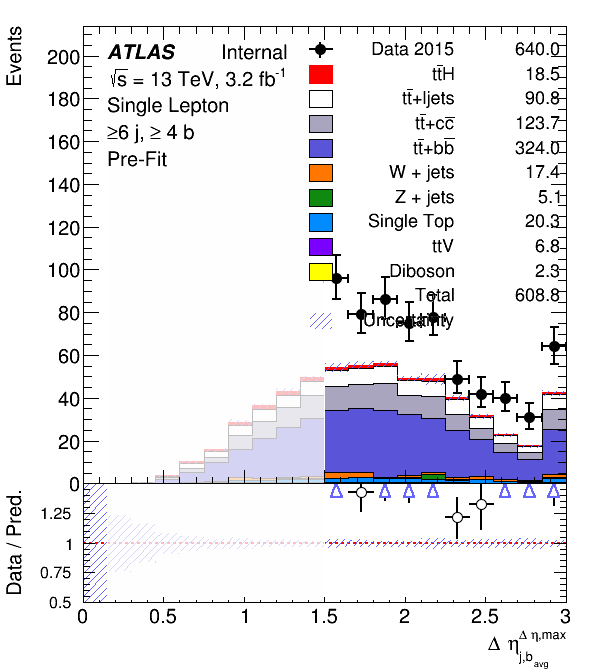 Events
ATLAS Internal
√s = 13 TeV, 3.2 fb⁻¹
Single Lepton
≥6 j, ≥ 4 b
Pre-Fit
Data 2015 640.0
tt̄H 18.5
tt̄+ljets 90.8
tt̄+cc̄ 123.7
tt̄+bb̄ 324.0
W + jets 17.4
Z + jets 5.1
Single Top 20.3
ttV 6.8
Diboson 2.3
Total 608.8
Uncertainty
200
180
160
140
120
100
80
60
40
20
0
Data / Pred.
1.25
1
0.75
0.5
0 0.5 1 1.5 2 2.5 3
Δ η j,b avg Δ η,max